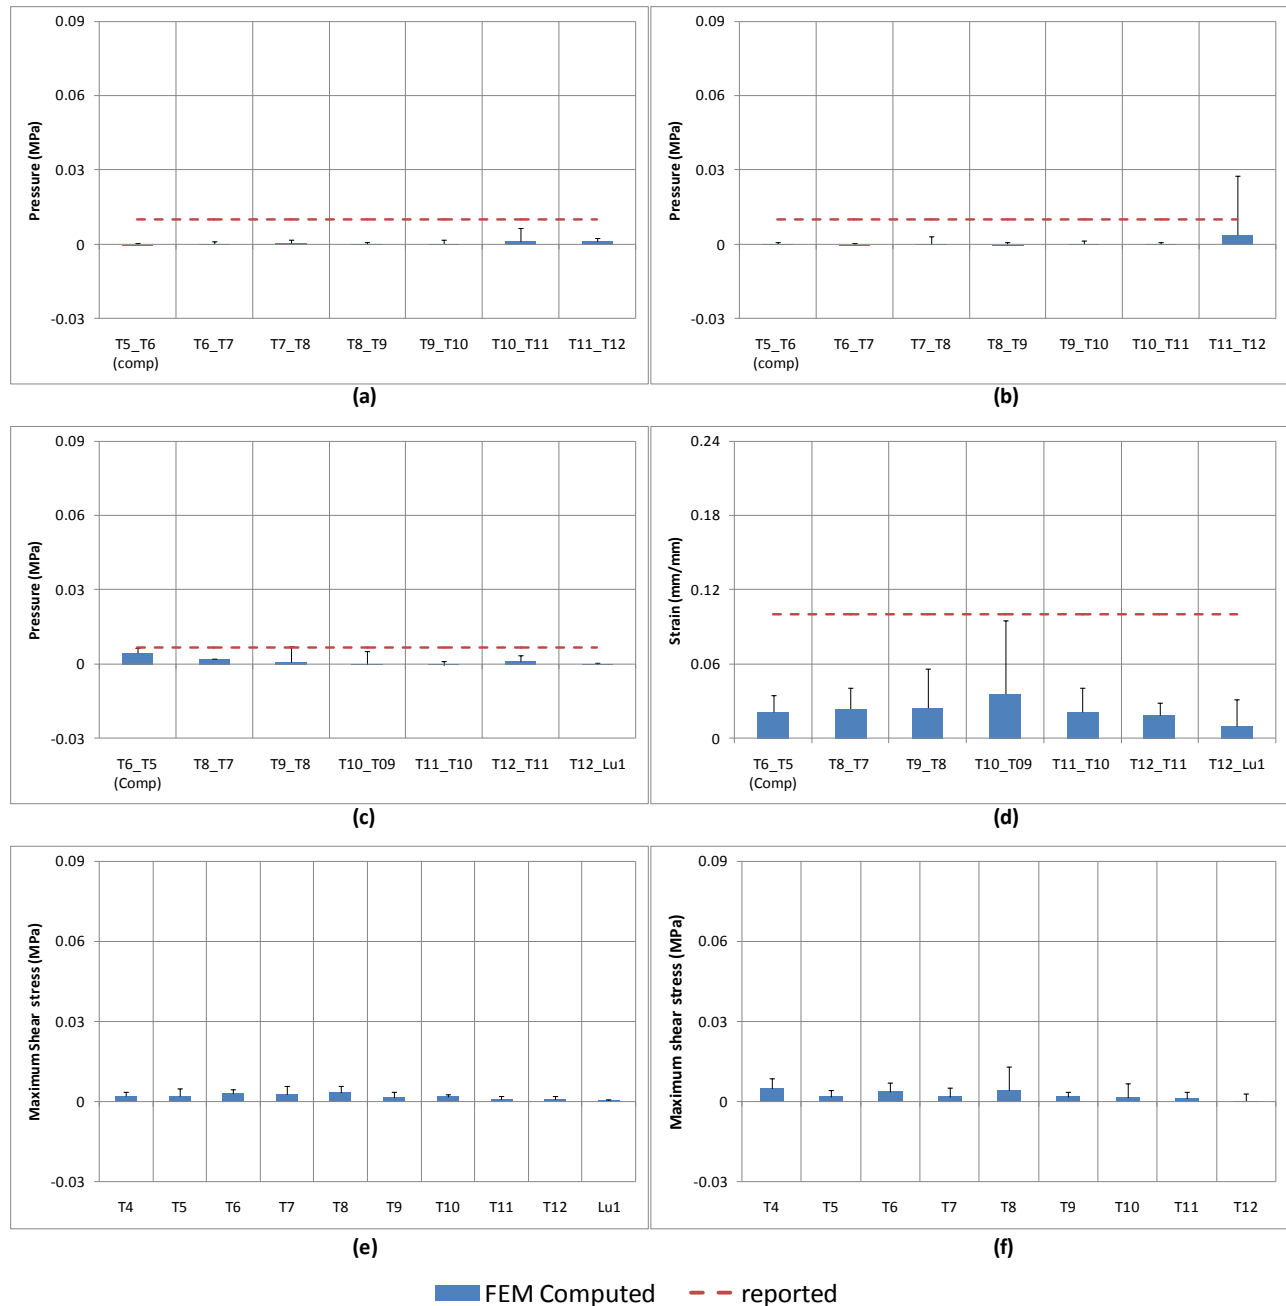 0.09
0.06
0.03
0
-0.03
Pressure (MPa)
T5_T6 T6_T7 T7_T8 T8_T9 T9_T10 T10_T11 T11_T12
(comp)
(a)
0.09
0.06
0.03
0
-0.03
Pressure (MPa)
T5_T6 T6_T7 T7_T8 T8_T9 T9_T10 T10_T11 T11_T12
(comp)
(b)
0.09
0.06
0.03
0
-0.03
Pressure (MPa)
T6_T5 T8_T7 T9_T8 T10_T09 T11_T10 T12_T11 T12_Lu1
(Comp)
(c)
0.24
0.18
0.12
0.06
0
Strain (mm/mm)
T6_T5 T8_T7 T9_T8 T10_T09 T11_T10 T12_T11 T12_Lu1
(Comp)
(d)
0.09
0.06
0.03
0
-0.03
Maximum Shear stress (MPa)
T4 T5 T6 T7 T8 T9 T10 T11 T12 Lu1
(e)
0.09
0.06
0.03
0
-0.03
Maximum shear stress (MPa)
T4 T5 T6 T7 T8 T9 T10 T11 T12
(f)
FEM Computed reported